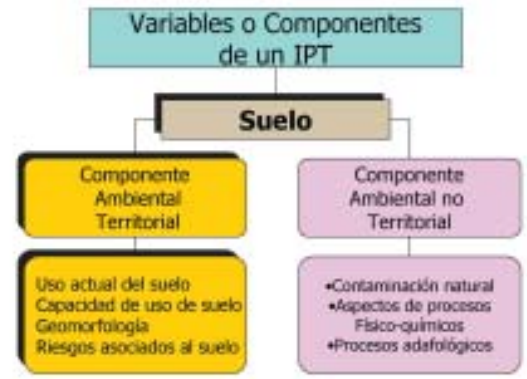 Variables o Componentes
de un IPT
Suelo
Componente
Ambiental
Territorial
Componente
Ambiental no
Territorial
Uso actual del suelo
Capacidad de uso de suelo
Geomorfología
Riesgos asociados al suelo
•Contaminación natural
•Aspectos de procesos
Físico-químicos
•Procesos adafológicos